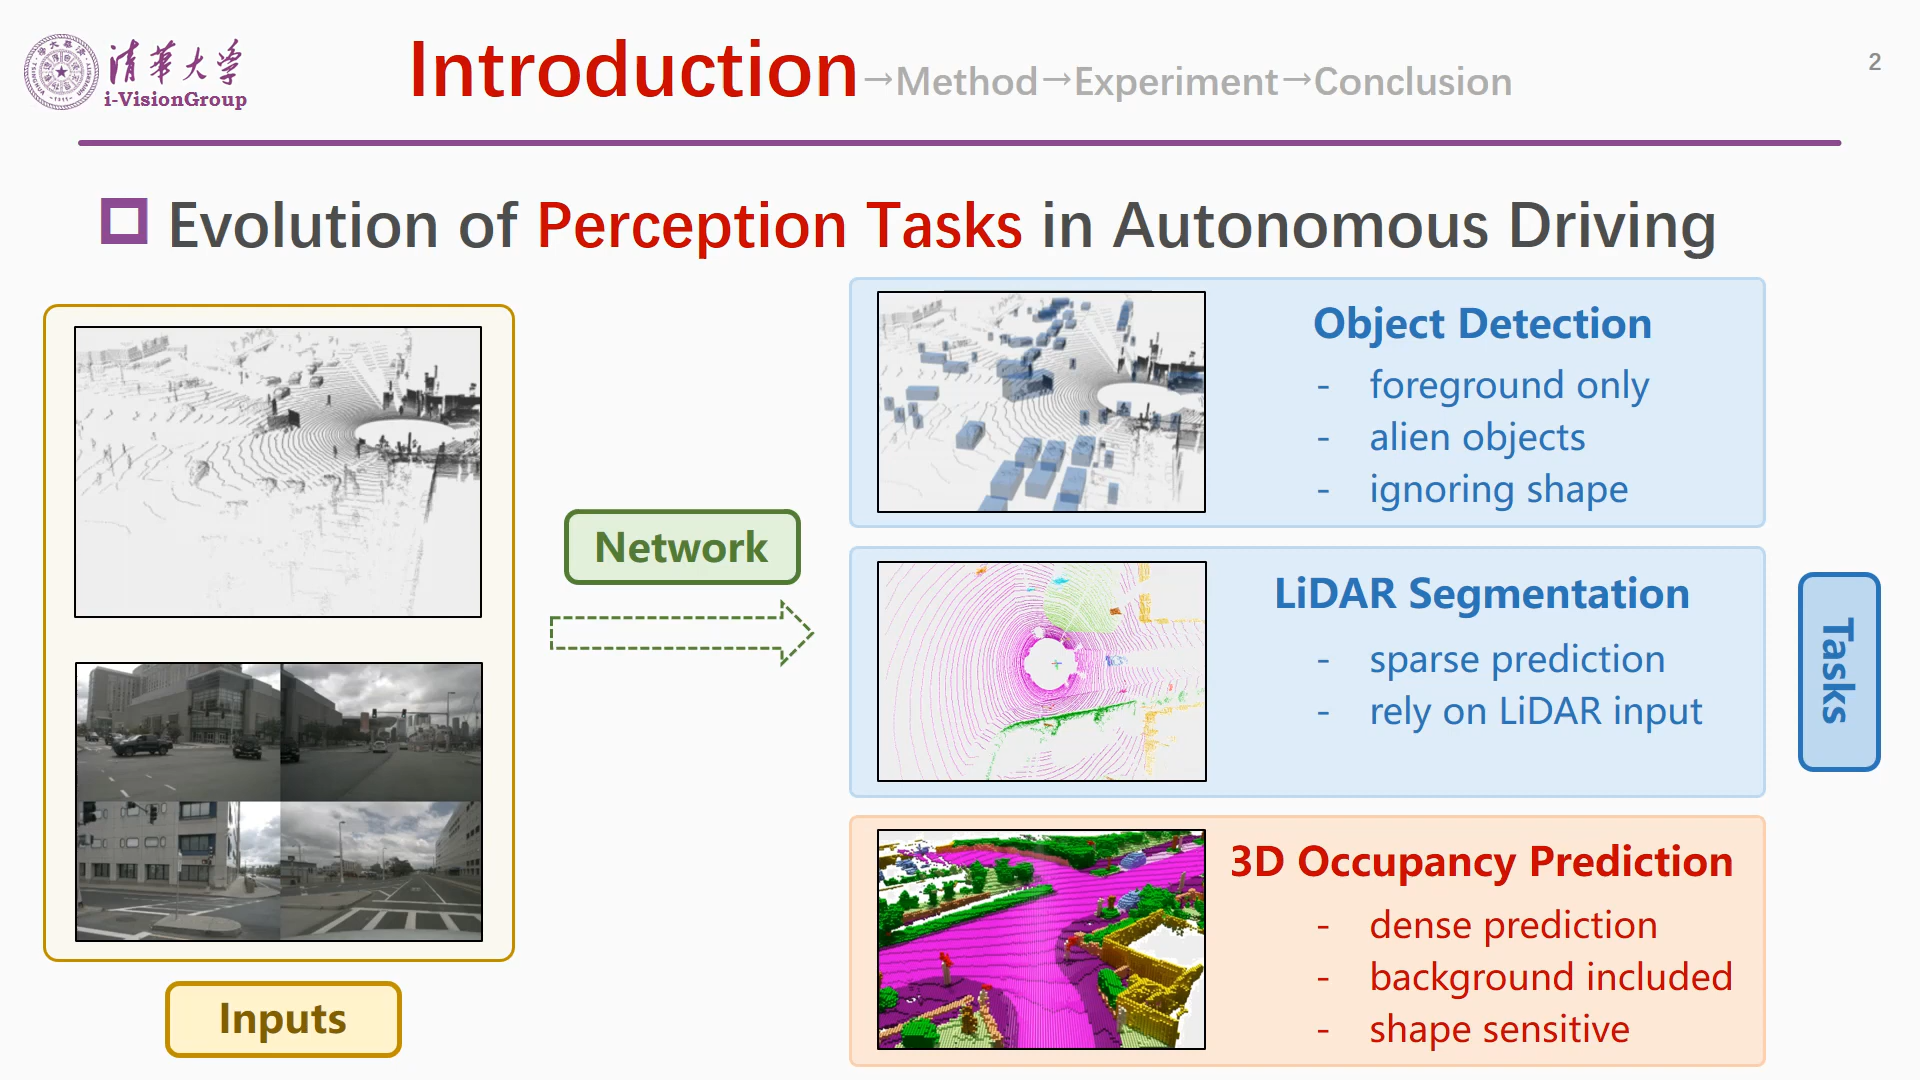 清華大学
i-VisionGroup
Introduction→Method→Experiment→Conclusion
2
Evolution of Perception Tasks in Autonomous Driving
Inputs
Network
Object Detection
- foreground only
- alien objects
- ignoring shape
LiDAR Segmentation
- sparse prediction
- rely on LiDAR input
3D Occupancy Prediction
- dense prediction
- background included
- shape sensitive
Tasks